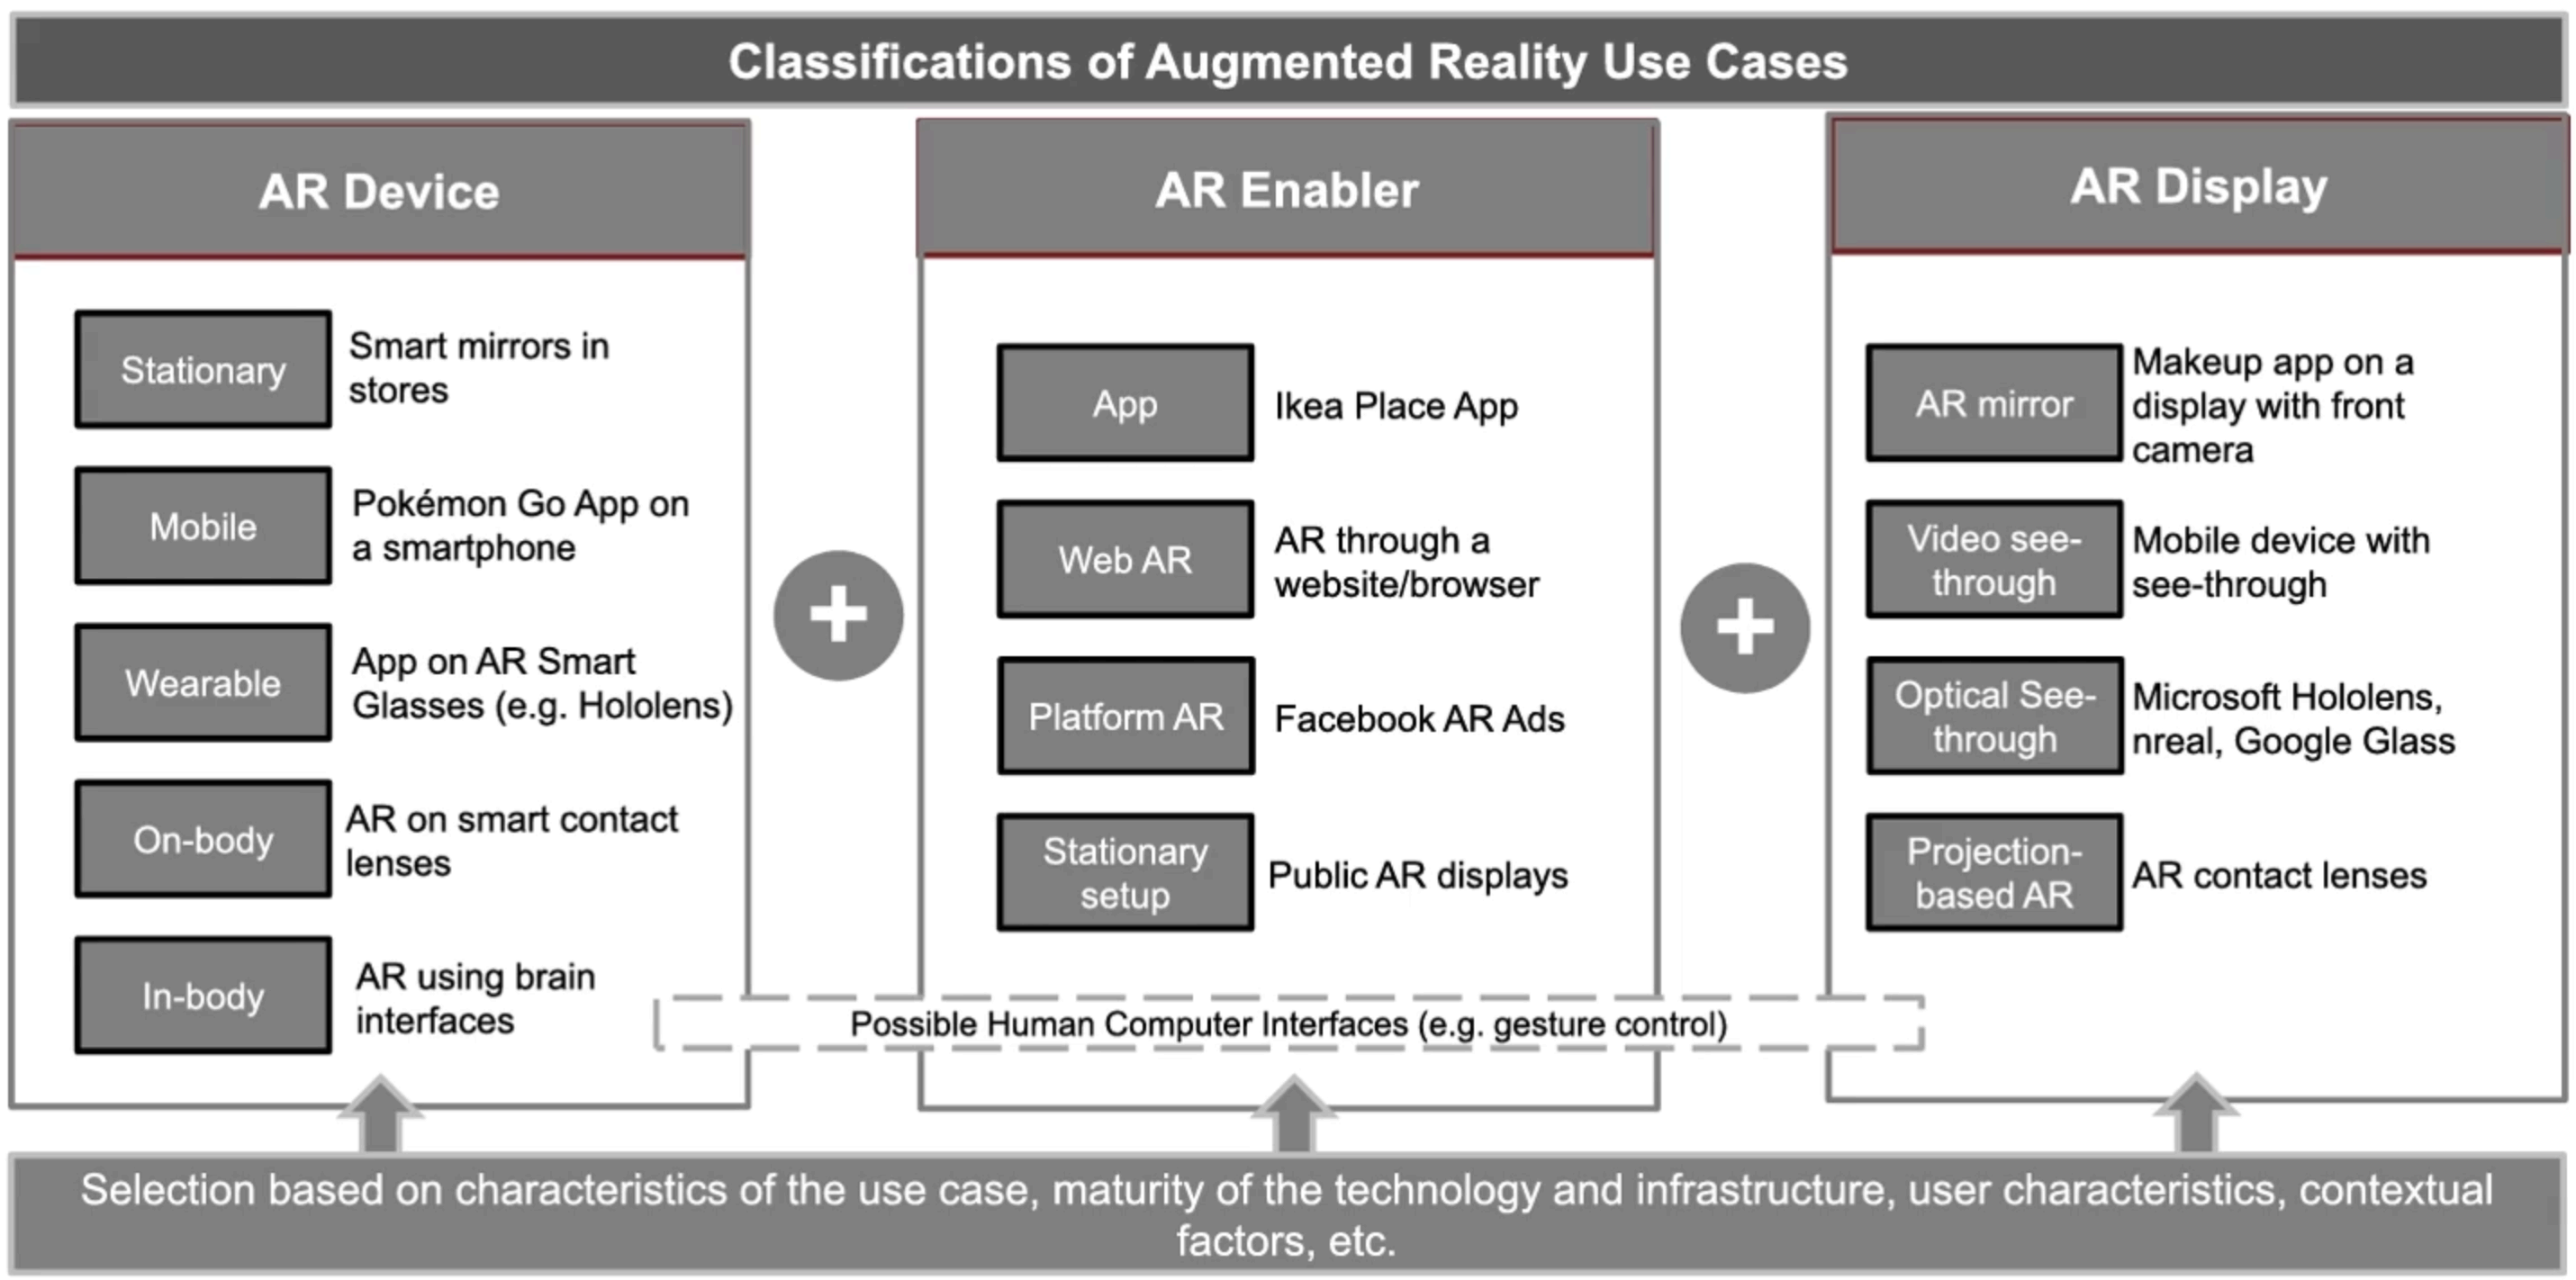 Classifications of Augmented Reality Use Cases
AR Device
Stationary
Smart mirrors in
stores
Mobile
Pokémon Go App on
a smartphone
Wearable
App on AR Smart
Glasses (e.g. Hololens)
On-body
AR on smart contact
lenses
In-body
AR using brain
interfaces
+
AR Enabler
App
Ikea Place App
Web AR
AR through a
website/browser
Platform AR
Facebook AR Ads
Stationary
setup
Public AR displays
+
AR Display
AR mirror
Makeup app on a
display with front
camera
Video see-
through
Mobile device with
see-through
Optical See-
through
Microsoft Hololens,
nreal, Google Glass
Projection-
based AR
AR contact lenses
Possible Human Computer Interfaces (e.g. gesture control)
Selection based on characteristics of the use case, maturity of the technology and infrastructure, user characteristics, contextual
factors, etc.